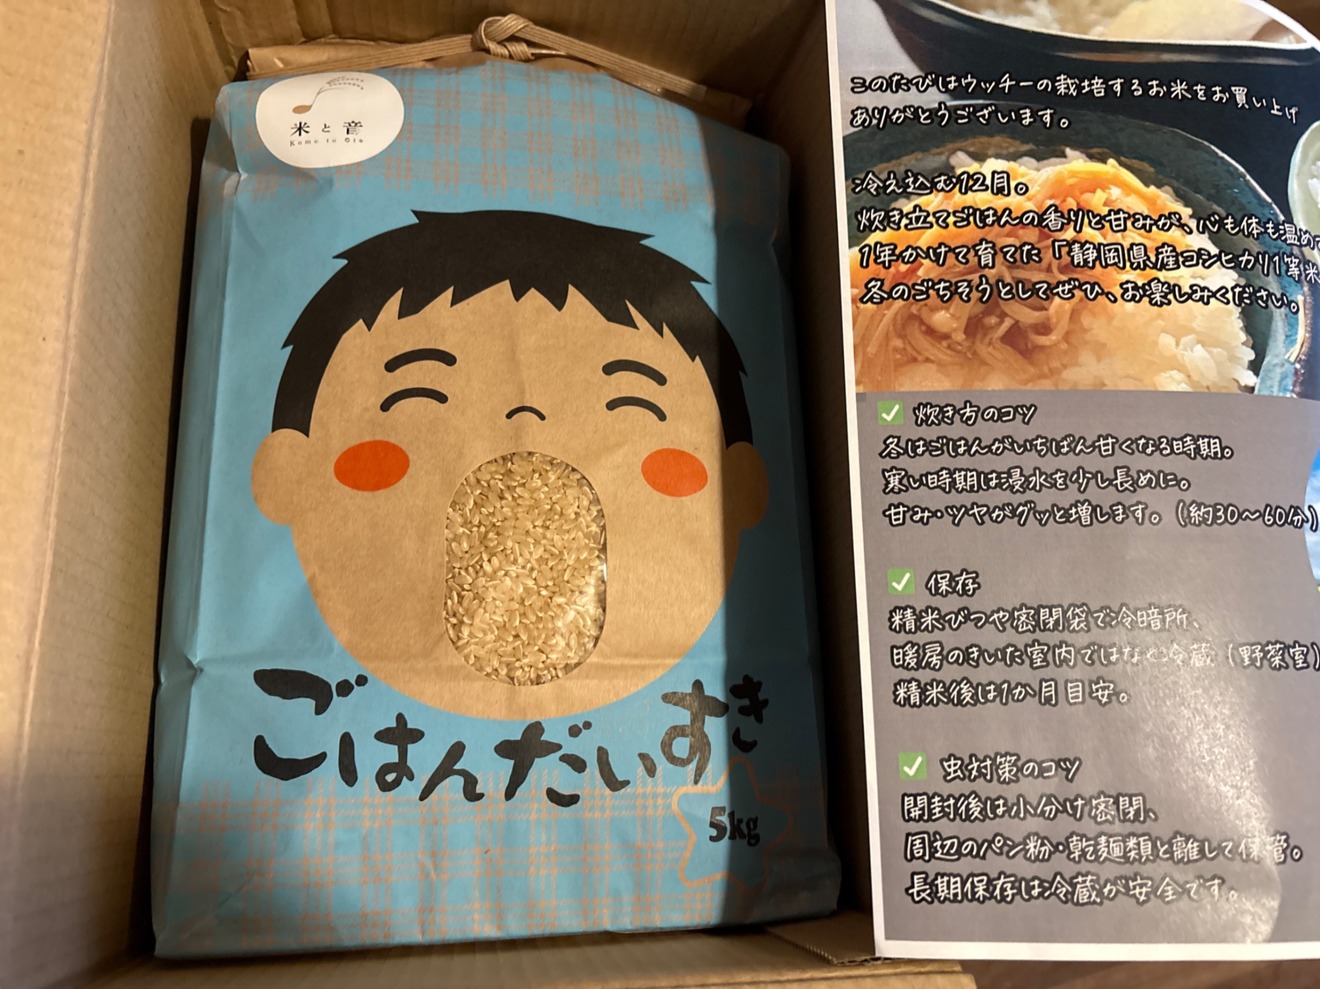 米と音
Kome to Oto
ごはんだいすき
5kg
このたびはウッチーの栽培するお米をお買い上げ
ありがとうございます。
冷え込む12月。
炊き立てごはんの香りと甘みが、心も体も温めて
1年かけて育てた「静岡県産コシヒカリ1等米
冬のごちそうとしてぜひ、お楽しみください。
✓ 炊き方のコツ
冬はごはんがいちばん甘くなる時期。
寒い時期は浸水を少し長めに。
甘み・ツヤがグッと増します。(約30～60分)
✓ 保存
精米びつや密閉袋で冷暗所、
暖房のきいた室内ではなく冷蔵(野菜室)
精米後は1か月目安。
✓ 虫対策のコツ
開封後は小分け密閉、
周辺のパン粉・乾麺類と離して保管。
長期保存は冷蔵が安全です。